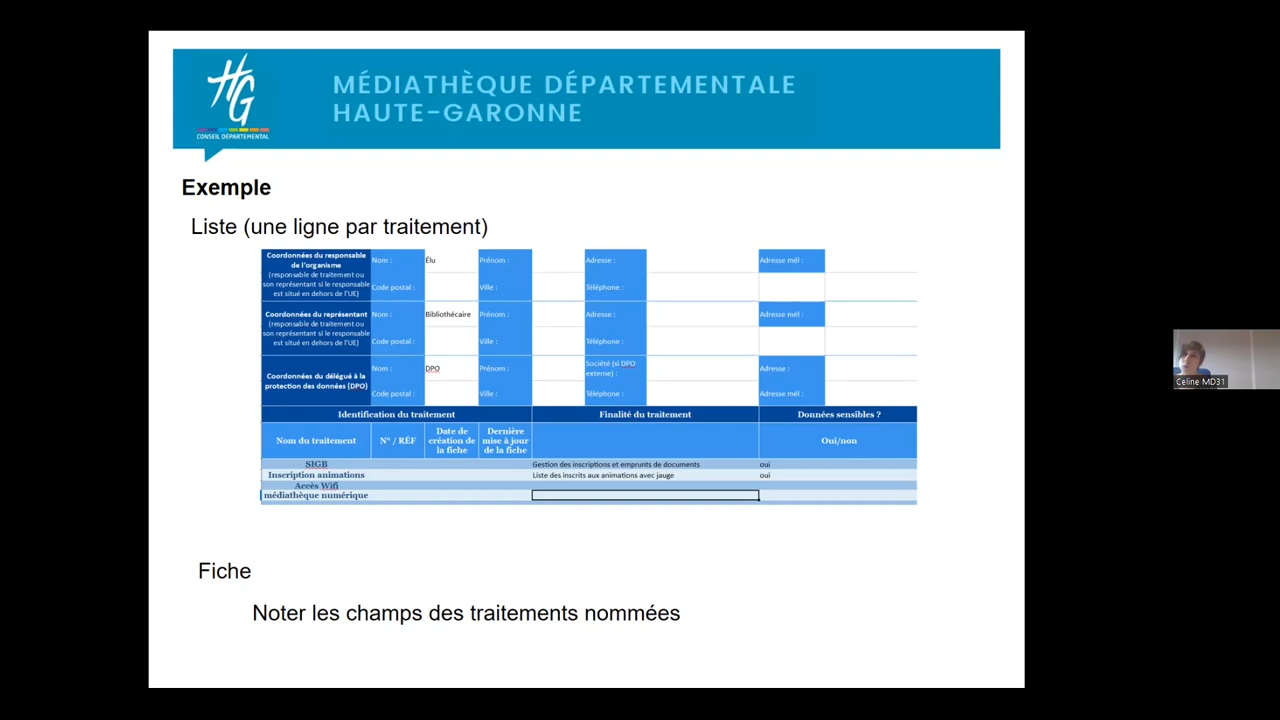 HG
CONSEIL DÉPARTEMENTAL
MÉDIATHÈQUE DÉPARTEMENTALE
HAUTE-GARONNE
Exemple
Liste (une ligne par traitement)
Coordonnées du responsable
de l'organisme
(responsable de traitement ou
son représentant si le responsable
est situé en dehors de l'UE)
Nom :
Élu
Prénom :
Adresse :
Adresse mél :
Code postal :
Ville :
Téléphone :
Coordonnées du représentant
(responsable de traitement ou
son représentant si le responsable
est situé en dehors de l'UE)
Nom :
Bibliothécaire
Prénom :
Adresse :
Adresse mél :
Code postal :
Ville :
Téléphone :
Coordonnées du délégué à la
protection des données (DPO)
Nom :
DPO
Prénom :
Société (si DPO
externe) :
Adresse :
Code postal :
Ville :
Téléphone :
Adresse mél :
Identification du traitement
Finalité du traitement
Données sensibles ?
Nom du traitement
N° / RÉF
Date de
création de
la fiche
Dernière
mise à jour
de la fiche
Oui/non
SIGB
Gestion des inscriptions et emprunts de documents
oui
Inscription animations
Liste des inscrits aux animations avec jauge
oui
Accès Wifi
médiathèque numérique
Fiche
Noter les champs des traitements nommées
Celine MD31